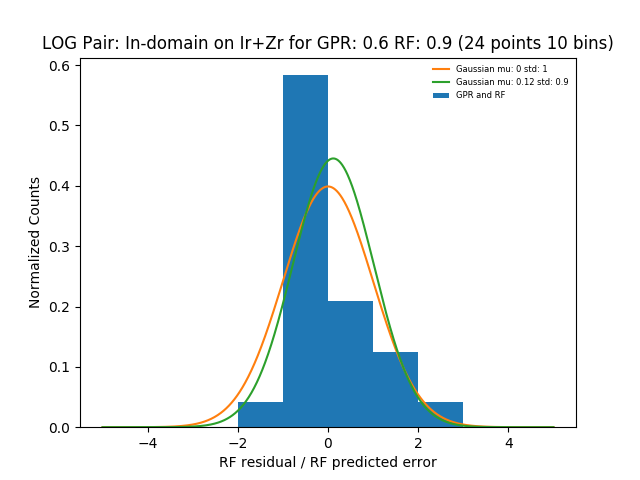 LOG Pair: In-domain on Ir+Zr for GPR: 0.6 RF: 0.9 (24 points 10 bins)
Gaussian mu: 0 std: 1
Gaussian mu: 0.12 std: 0.9
GPR and RF
Normalized Counts
0.6
0.5
0.4
0.3
0.2
0.1
0.0
−4
−2
0
2
4
RF residual / RF predicted error